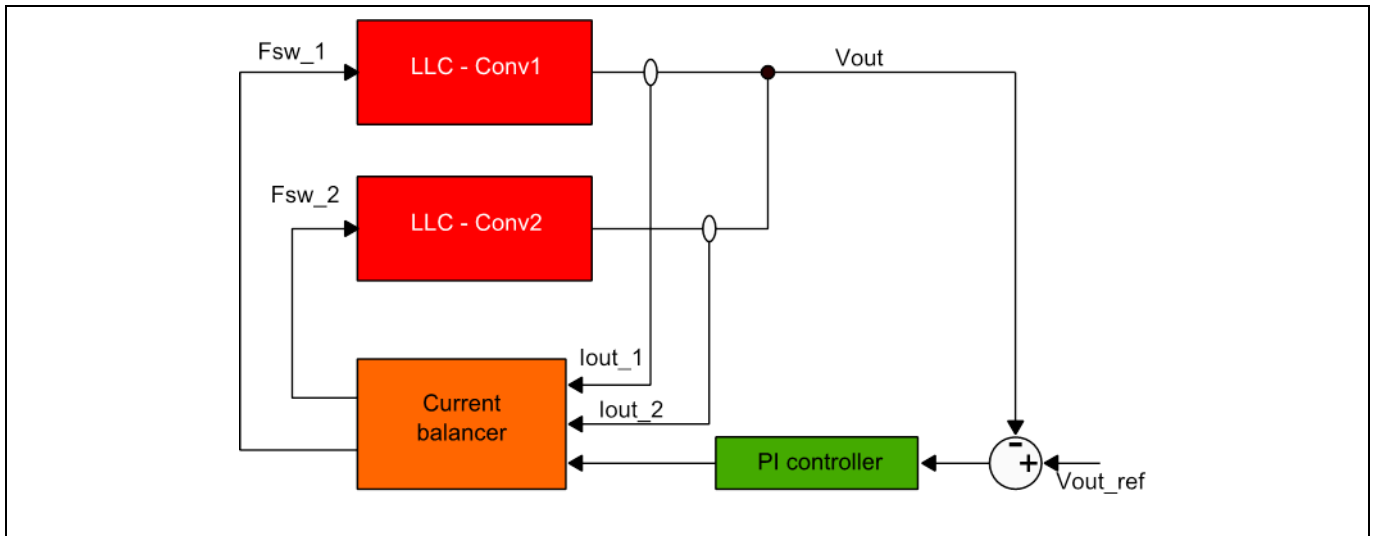 Fsw_1
LLC - Conv1
Vout
Fsw_2
LLC - Conv2
Iout_1
Iout_2
Current
balancer
PI controller
-
+
Vout_ref